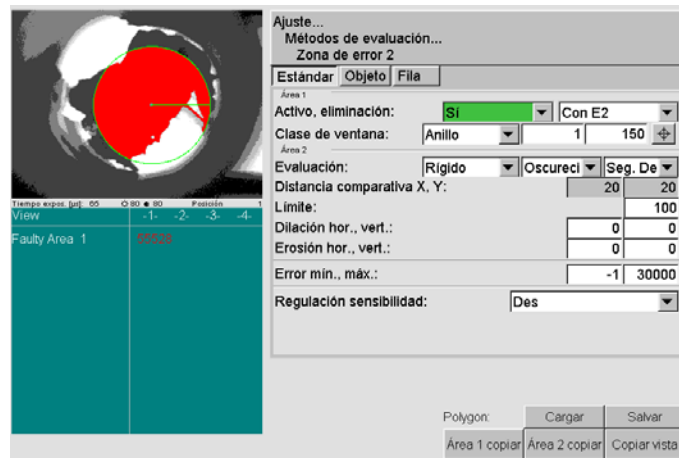 Ajuste...
Métodos de evaluación...
Zona de error 2
Estándar Objeto Fila
Área 1
Activo, eliminación: Sí Con E2
Clase de ventana: Anillo 1 150
Área 2
Evaluación: Rígido Oscureci Seg. De
Distancia comparativa X, Y: 20 20
Límite: 100
Dilación hor., vert.: 0 0
Erosión hor., vert.: 0 0
Error mín., máx.: -1 30000
Regulación sensibilidad: Des
Tiempo expos. [µt]: 65 80 80 Posición 1
View -1- -2- -3- -4-
Faulty Area 1
Polygon: Cargar Salvar
Área 1 copiar Área 2 copiar Copiar vista